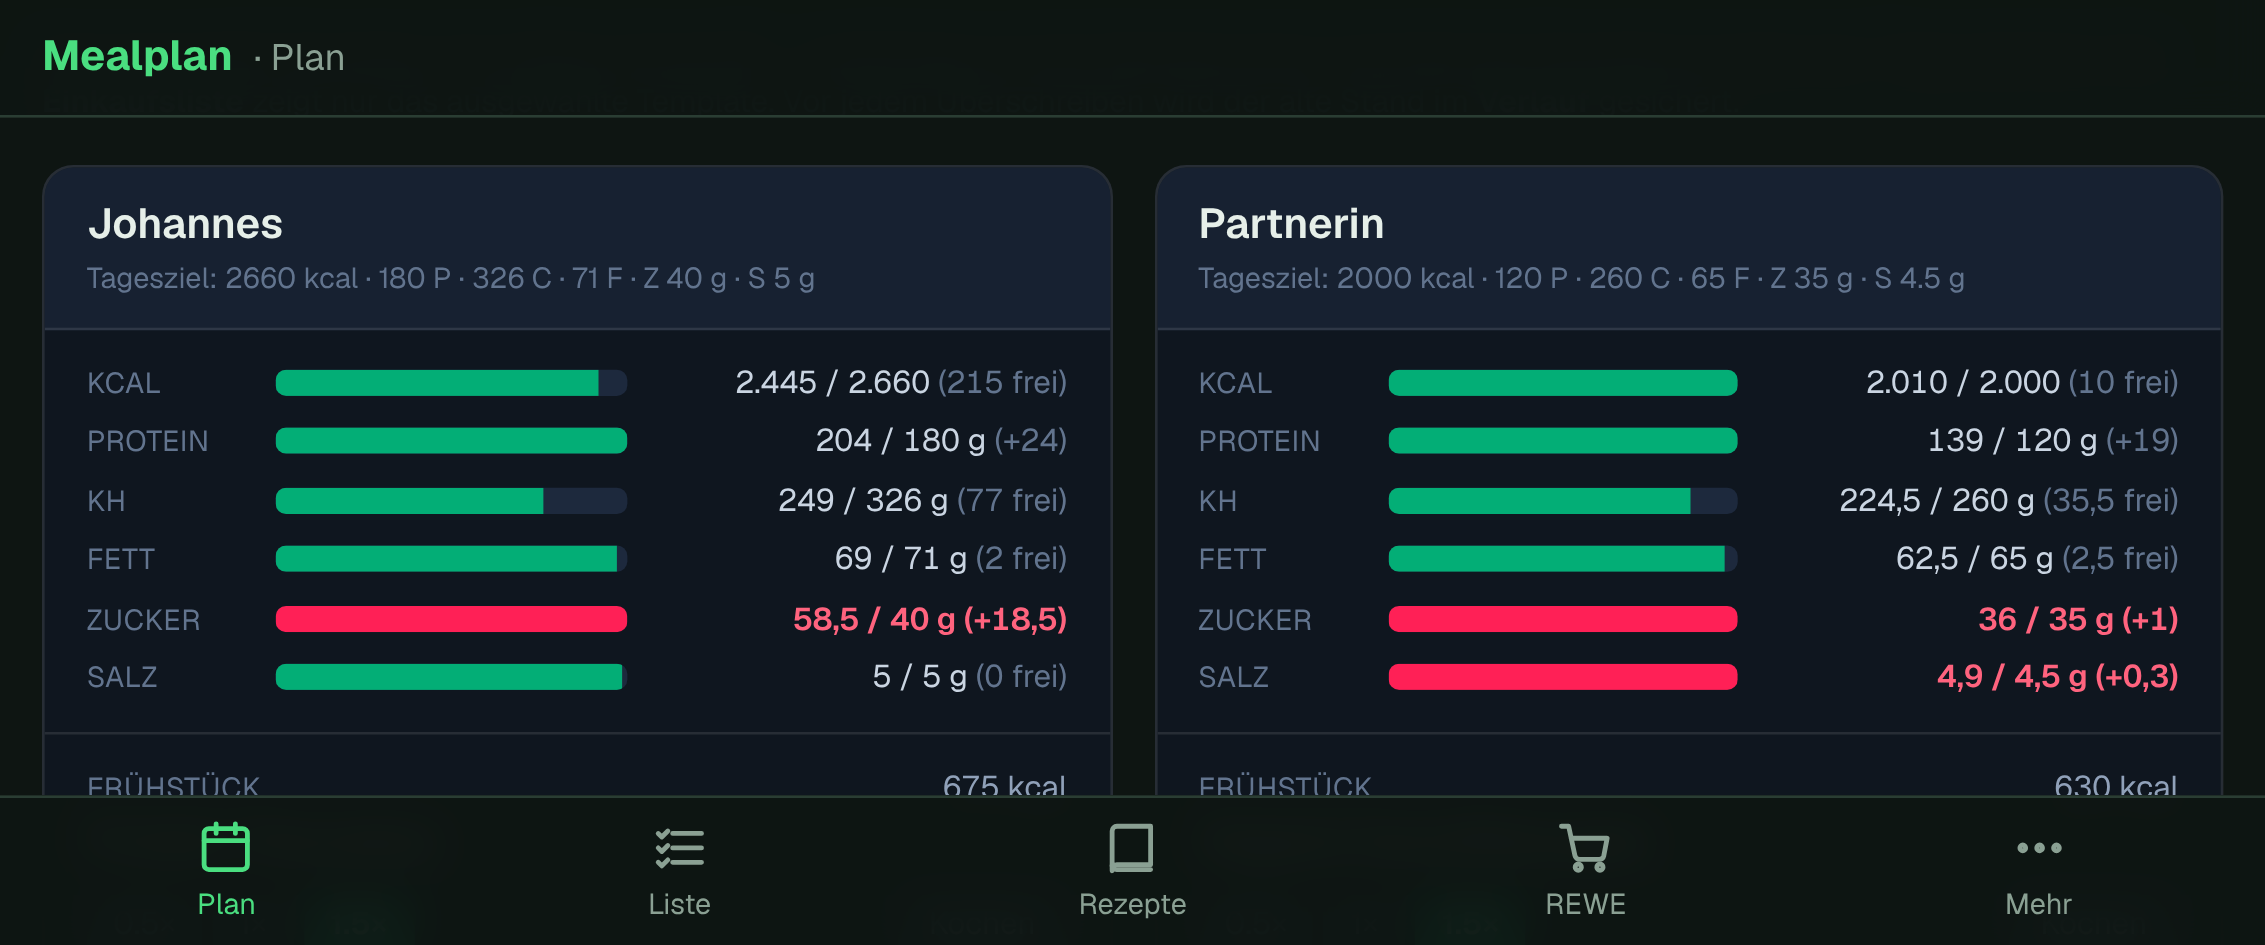 Mealplan · Plan
Johannes
Tagesziel: 2660 kcal · 180 P · 326 C · 71 F · Z 40 g · S 5 g
KCAL 2.445 / 2.660 (215 frei)
PROTEIN 204 / 180 g (+24)
KH 249 / 326 g (77 frei)
FETT 69 / 71 g (2 frei)
ZUCKER 58,5 / 40 g (+18,5)
SALZ 5 / 5 g (0 frei)
FRÜHSTÜCK 675 kcal
Partnerin
Tagesziel: 2000 kcal · 120 P · 260 C · 65 F · Z 35 g · S 4.5 g
KCAL 2.010 / 2.000 (10 frei)
PROTEIN 139 / 120 g (+19)
KH 224,5 / 260 g (35,5 frei)
FETT 62,5 / 65 g (2,5 frei)
ZUCKER 36 / 35 g (+1)
SALZ 4,9 / 4,5 g (+0,3)
FRÜHSTÜCK 630 kcal
Plan
Liste
Rezepte
REWE
Mehr